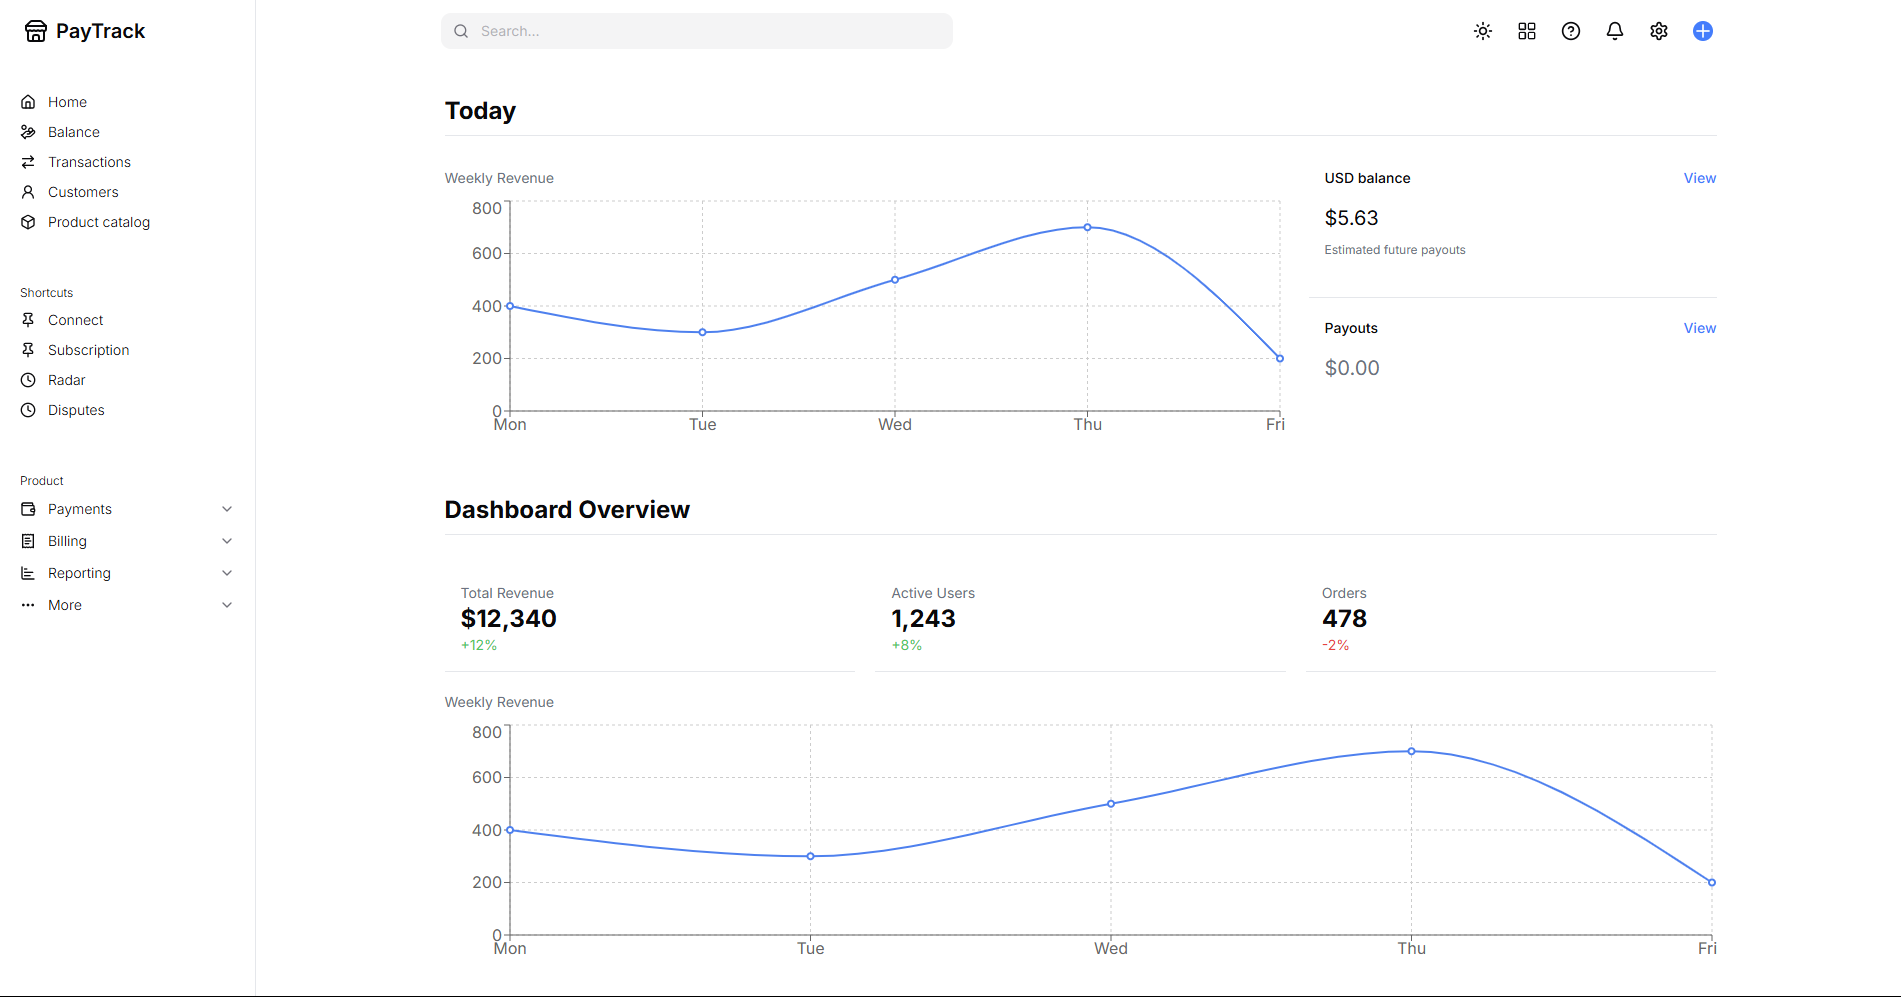 PayTrack
Search...
Home
Balance
Transactions
Customers
Product catalog
Shortcuts
Connect
Subscription
Radar
Disputes
Product
Payments
Billing
Reporting
More
Today
Weekly Revenue
800
600
400
200
0
Mon Tue Wed Thu Fri
USD balance View
$5.63
Estimated future payouts
Payouts View
$0.00
Dashboard Overview
Total Revenue
$12,340
+12%
Active Users
1,243
+8%
Orders
478
-2%
Weekly Revenue
800
600
400
200
0
Mon Tue Wed Thu Fri